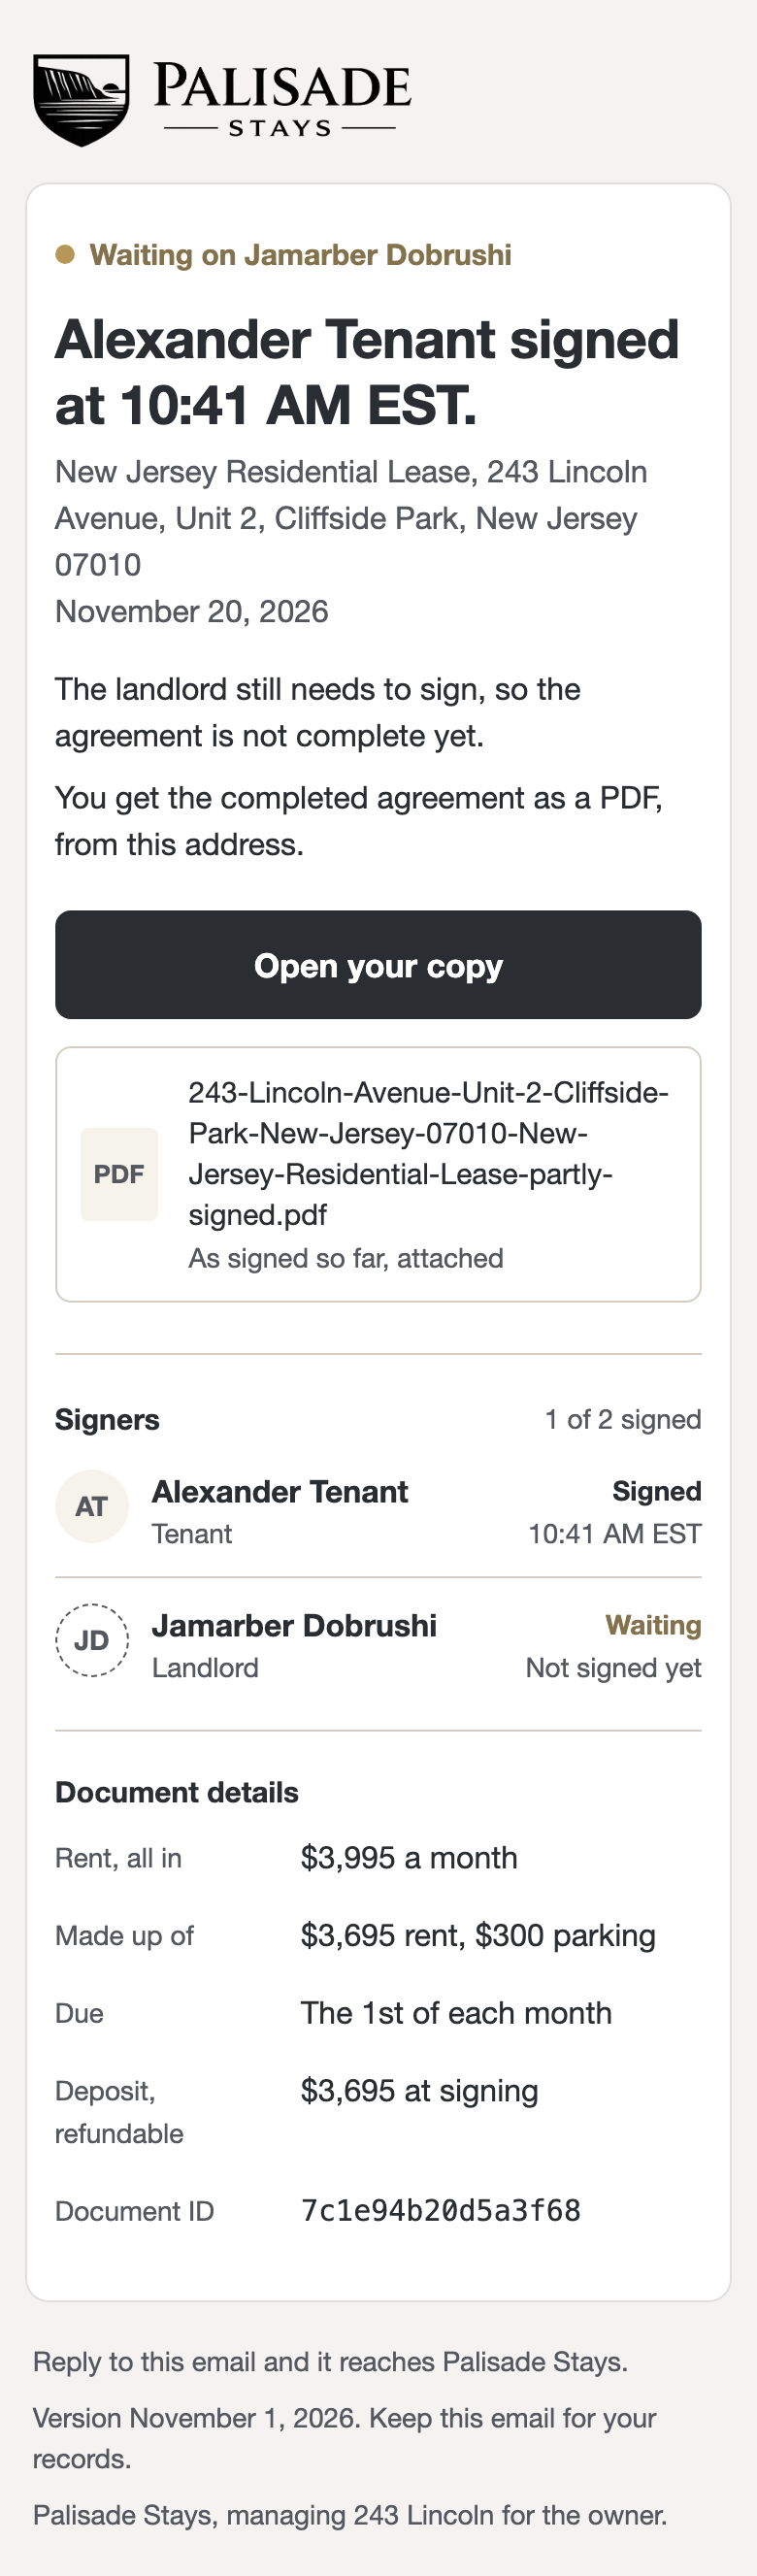 PALISADE
STAYS
Waiting on Jamarber Dobrushi
Alexander Tenant signed
at 10:41 AM EST.
New Jersey Residential Lease, 243 Lincoln
Avenue, Unit 2, Cliffside Park, New Jersey
07010
November 20, 2026
The landlord still needs to sign, so the
agreement is not complete yet.
You get the completed agreement as a PDF,
from this address.
Open your copy
PDF
243-Lincoln-Avenue-Unit-2-Cliffside-
Park-New-Jersey-07010-New-
Jersey-Residential-Lease-partly-
signed.pdf
As signed so far, attached
Signers
1 of 2 signed
AT
Alexander Tenant
Signed
Tenant
10:41 AM EST
JD
Jamarber Dobrushi
Waiting
Landlord
Not signed yet
Document details
Rent, all in
$3,995 a month
Made up of
$3,695 rent, $300 parking
Due
The 1st of each month
Deposit,
refundable
$3,695 at signing
Document ID
7c1e94b20d5a3f68
Reply to this email and it reaches Palisade Stays.
Version November 1, 2026. Keep this email for your
records.
Palisade Stays, managing 243 Lincoln for the owner.